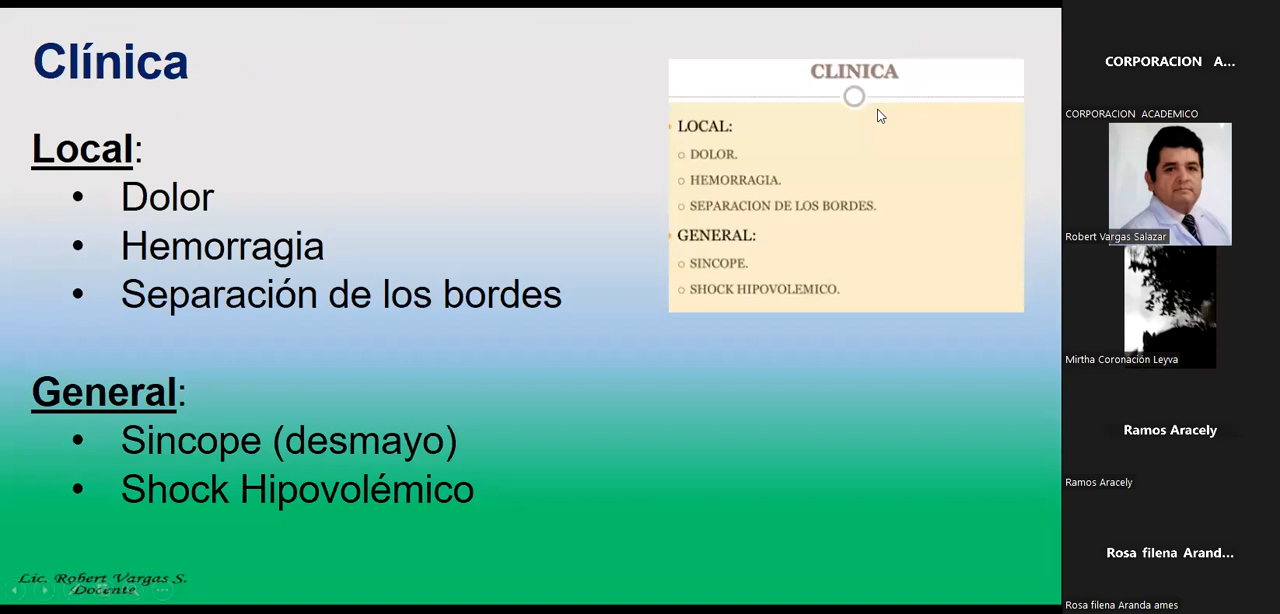 Clínica
Local:
• Dolor
• Hemorragia
• Separación de los bordes
General:
• Sincope (desmayo)
• Shock Hipovolémico
Lic. Robert Vargas S.
Docente
CLINICA
LOCAL:
DOLOR.
HEMORRAGIA.
SEPARACION DE LOS BORDES.
GENERAL:
SINCOPE.
SHOCK HIPOVOLEMICO.
CORPORACION A...
CORPORACION ACADEMICO
Robert Vargas Salazar
Mirtha Coronación Leyva
Ramos Aracely
Ramos Aracely
Rosa filena Arand...
Rosa filena Aranda ames